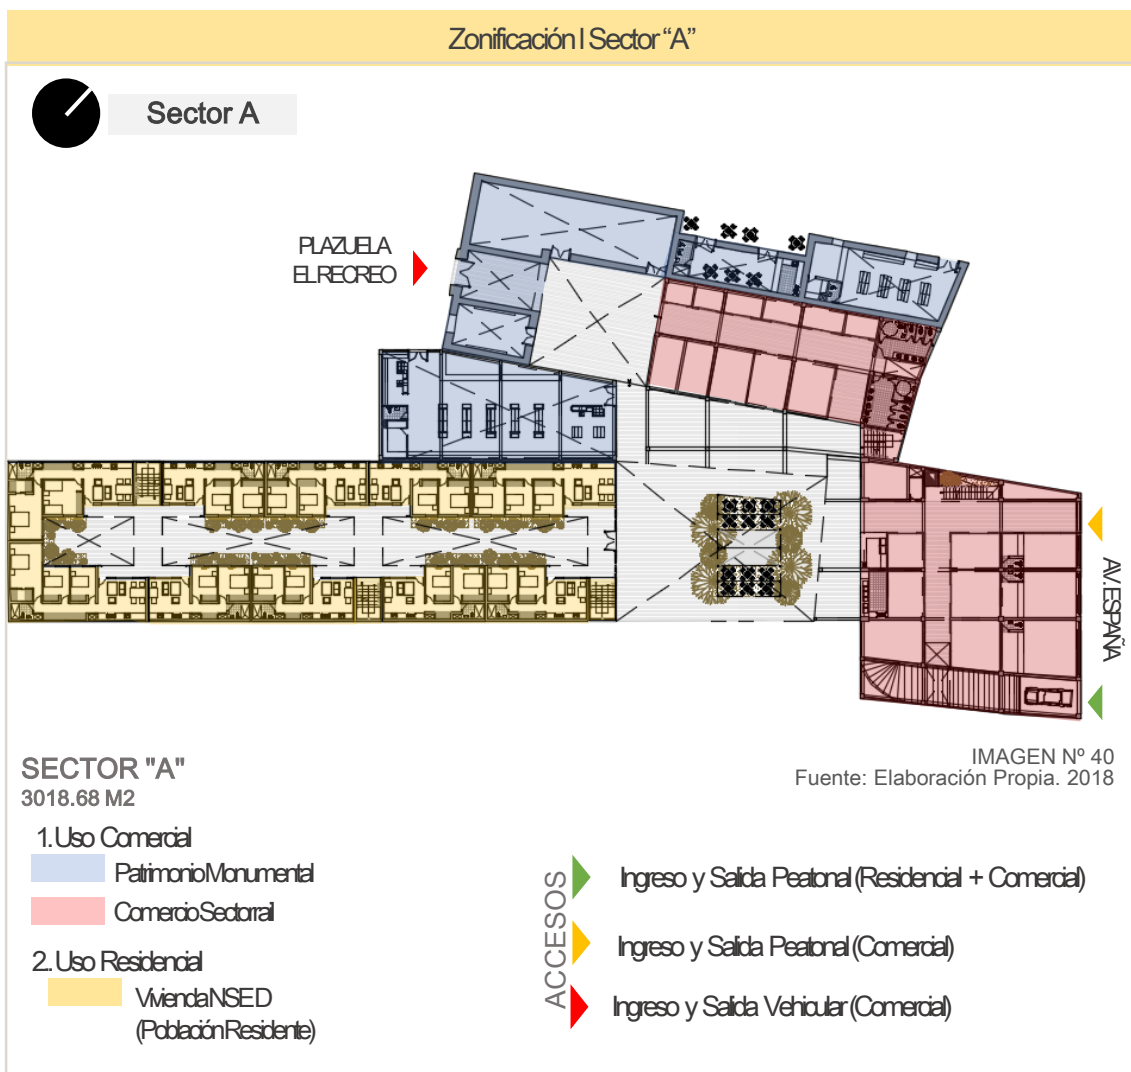 Zonificación | Sector “A”
Sector A
PLAZUELA
EL RECREO
AV. ESPAÑA
IMAGEN Nº 40
Fuente: Elaboración Propia. 2018
SECTOR "A"
3018.68 M2
1. Uso Comercial
Patrimonio Monumental
Comercio Sectorrail
2. Uso Residencial
Vivienda NSE D
(Población Residente)
ACCESOS
Ingreso y Salida Peatonal (Residencial + Comercial)
Ingreso y Salida Peatonal (Comercial)
Ingreso y Salida Vehicular (Comercial)